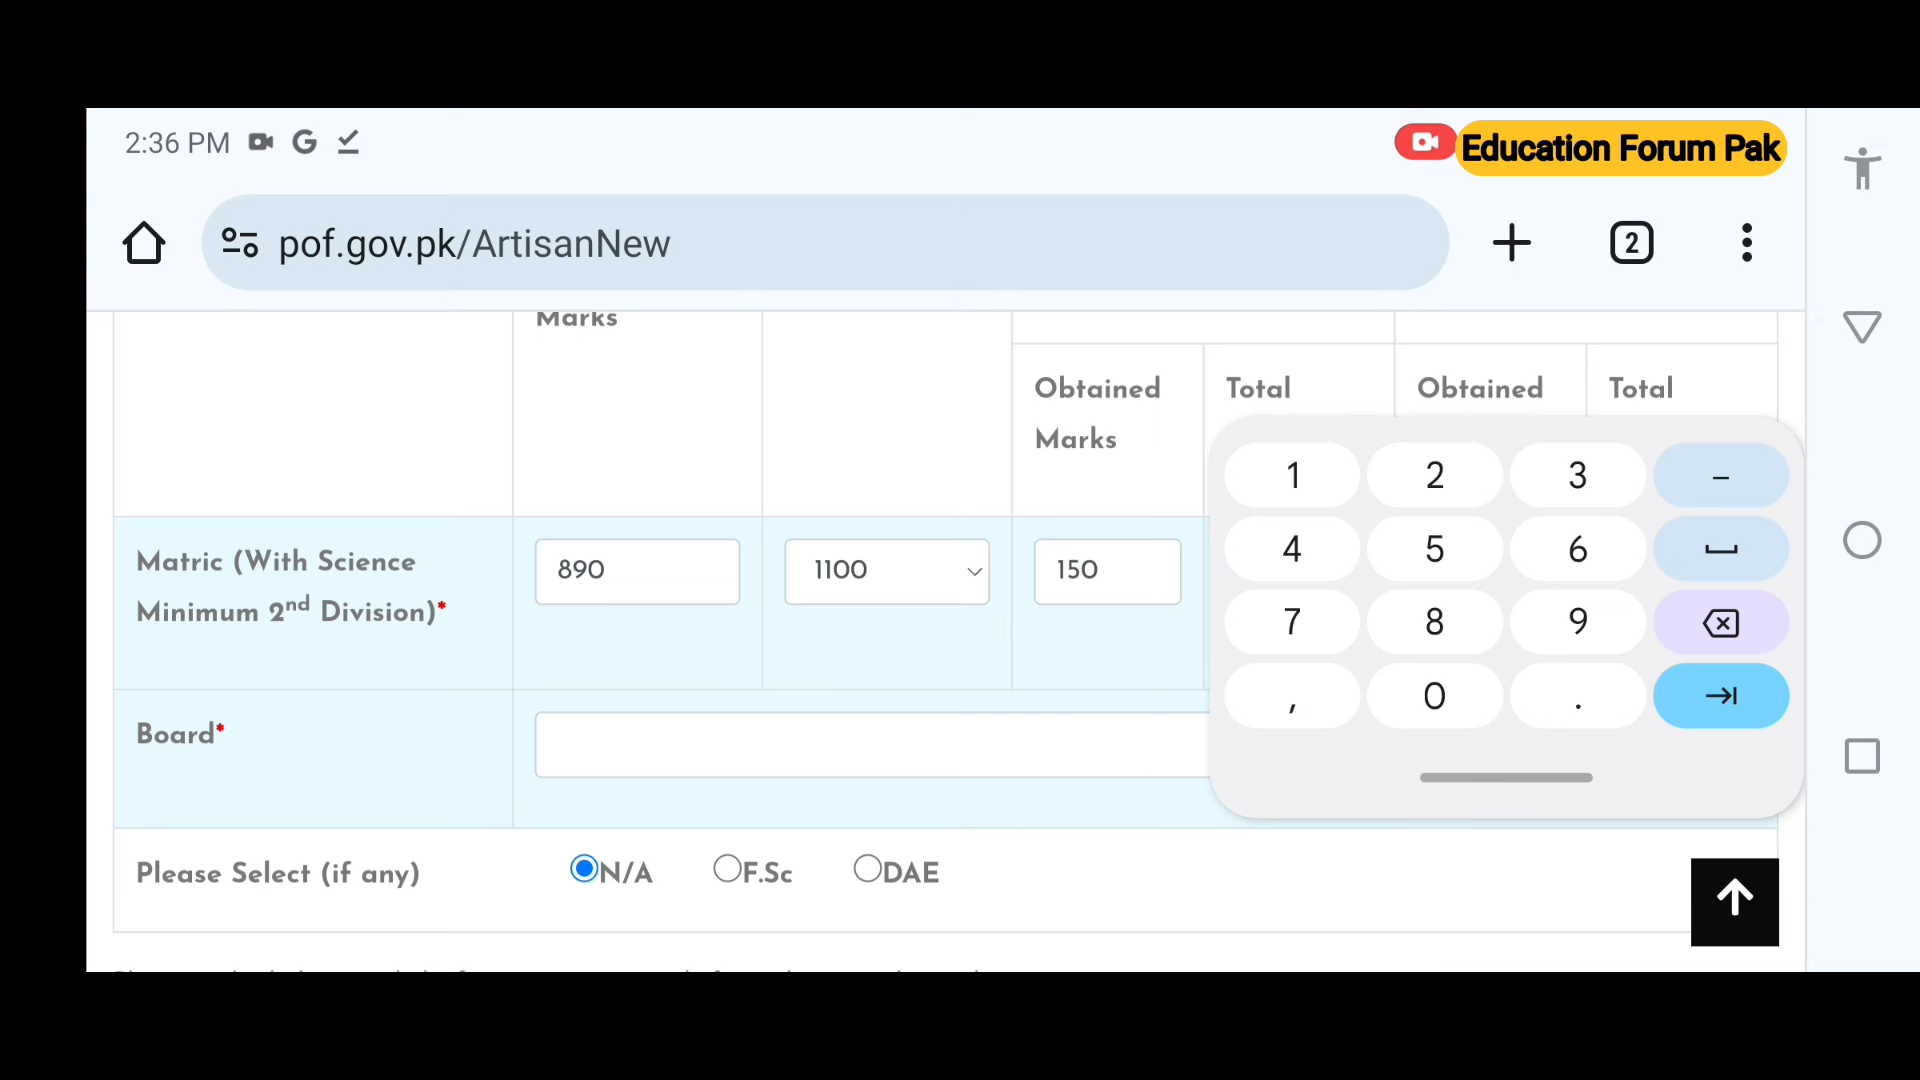 2:36 PM
Education Forum Pak
pof.gov.pk/ArtisanNew
2
Marks
Obtained Marks
Total
Obtained
Total
Matric (With Science
Minimum 2nd Division)*
890
1100
150
Board*
Please Select (if any)
N/A
F.Sc
DAE
1 2 3 –
4 5 6
7 8 9
, 0 .